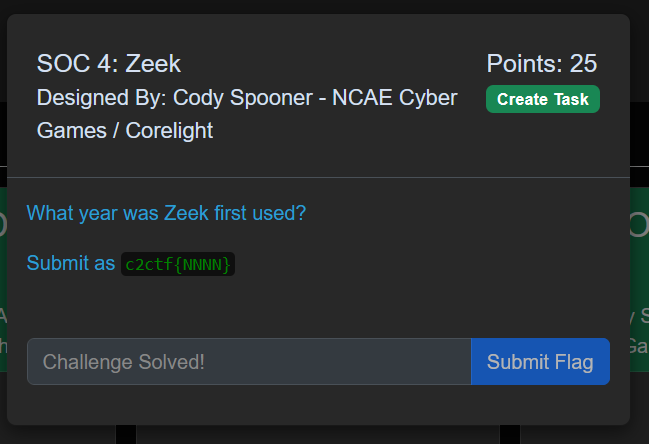 SOC 4: Zeek
Points: 25
Designed By: Cody Spooner - NCAE Cyber
Games / Corelight
Create Task
What year was Zeek first used?
Submit as c2ctf{NNNN}
Challenge Solved!
Submit Flag